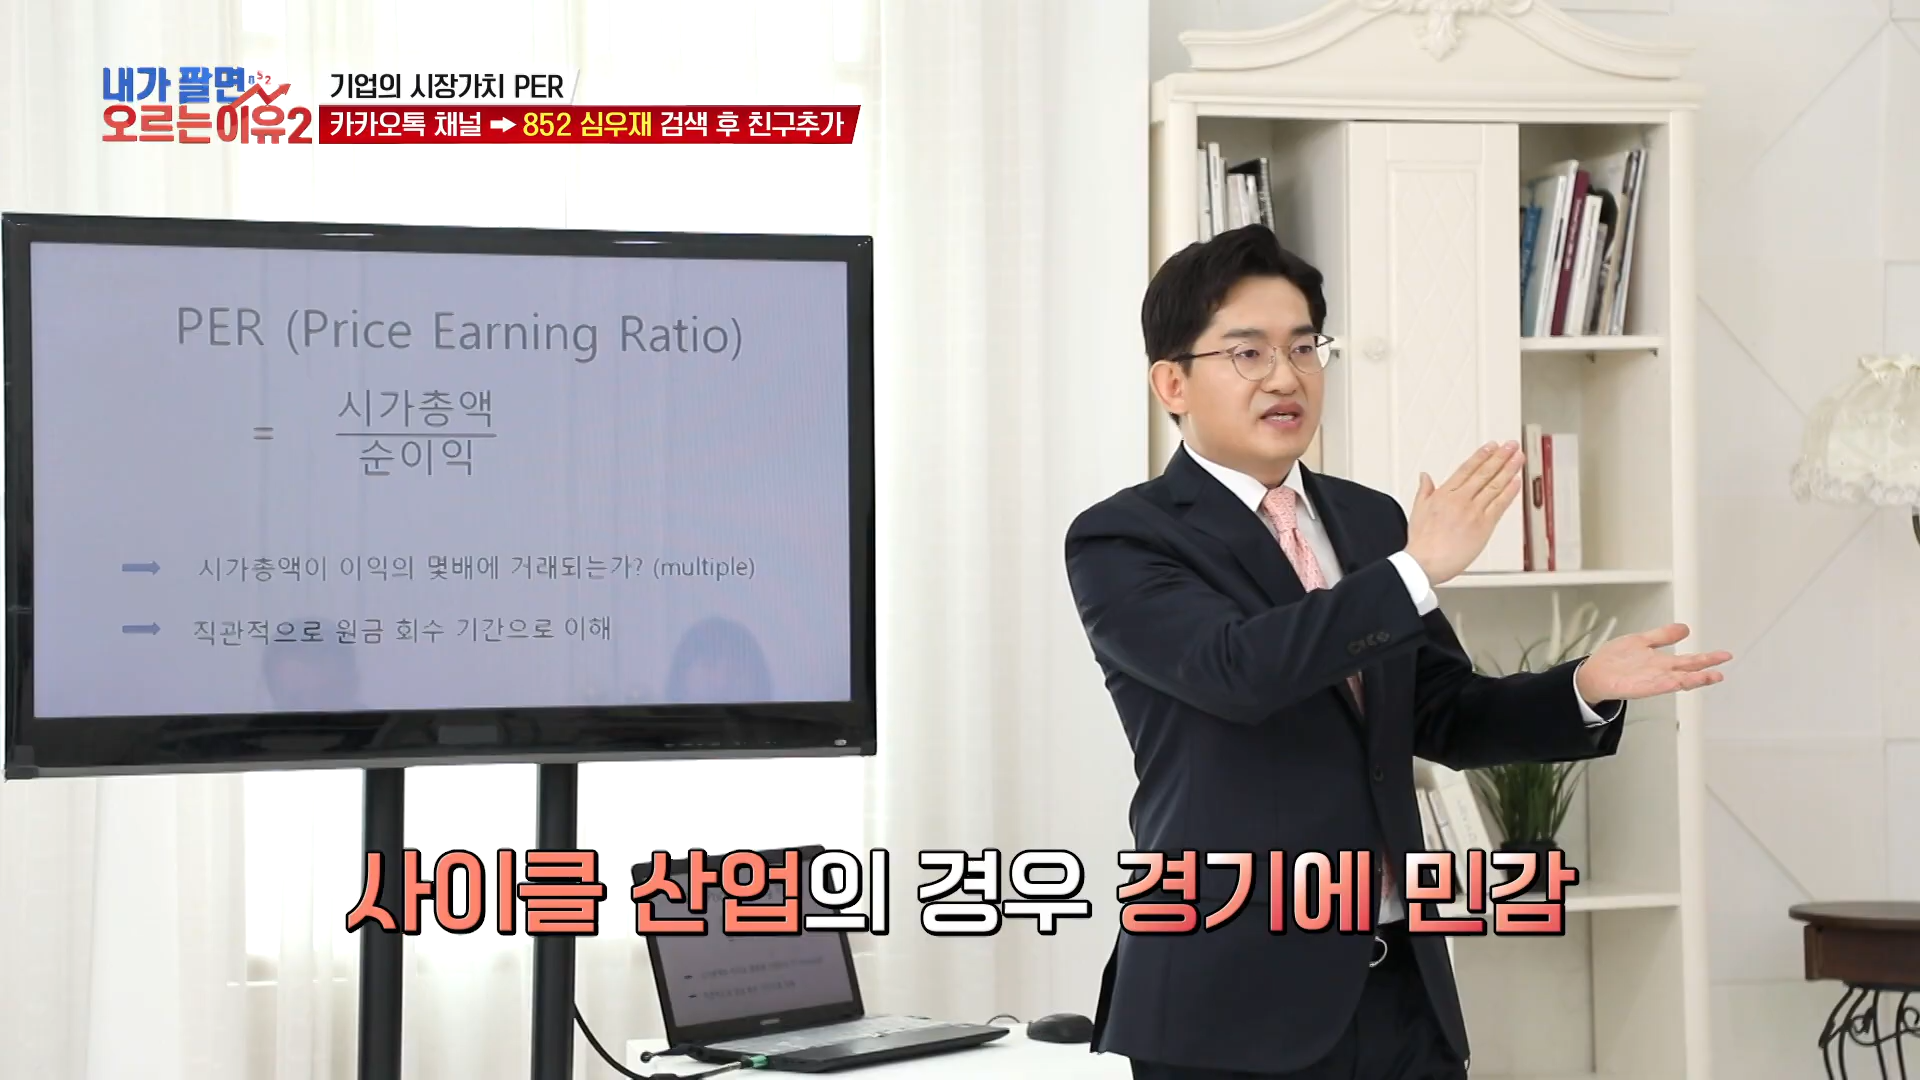 내가 팔면
오르는 이유2
852
기업의 시장가치 PER
카카오톡 채널 ➡ 852 심우재 검색 후 친구추가
PER (Price Earning Ratio)
= 시가총액
순이익
➡ 시가총액이 이익의 몇배에 거래되는가? (multiple)
➡ 직관적으로 원금 회수 기간으로 이해
사이클 산업의 경우 경기에 민감